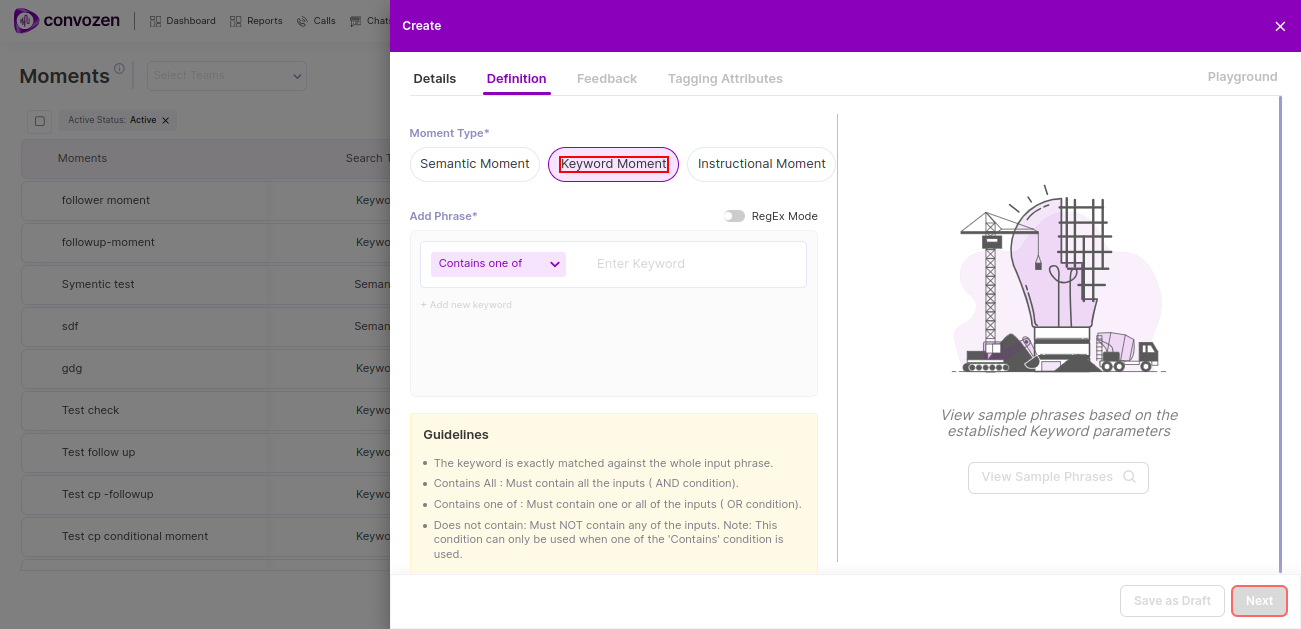 convozen
Dashboard
Reports
Calls
Chats
Create
Moments
Select Teams
Active Status: Active
Moments
Search T
follower moment
Keywo
followup-moment
Keywo
Symentic test
Seman
sdf
Seman
gdg
Keywo
Test check
Keywo
Test follow up
Keywo
Test cp -followup
Keywo
Test cp conditional moment
Keywo
Details
Definition
Feedback
Tagging Attributes
Playground
Moment Type*
Semantic Moment
Keyword Moment
Instructional Moment
Add Phrase*
RegEx Mode
Contains one of
Enter Keyword
+ Add new keyword
Guidelines
The keyword is exactly matched against the whole input phrase.
Contains All : Must contain all the inputs ( AND condition).
Contains one of : Must contain one or all of the inputs ( OR condition).
Does not contain: Must NOT contain any of the inputs. Note: This
condition can only be used when one of the 'Contains' condition is
used.
View sample phrases based on the
established Keyword parameters
View Sample Phrases
Save as Draft
Next